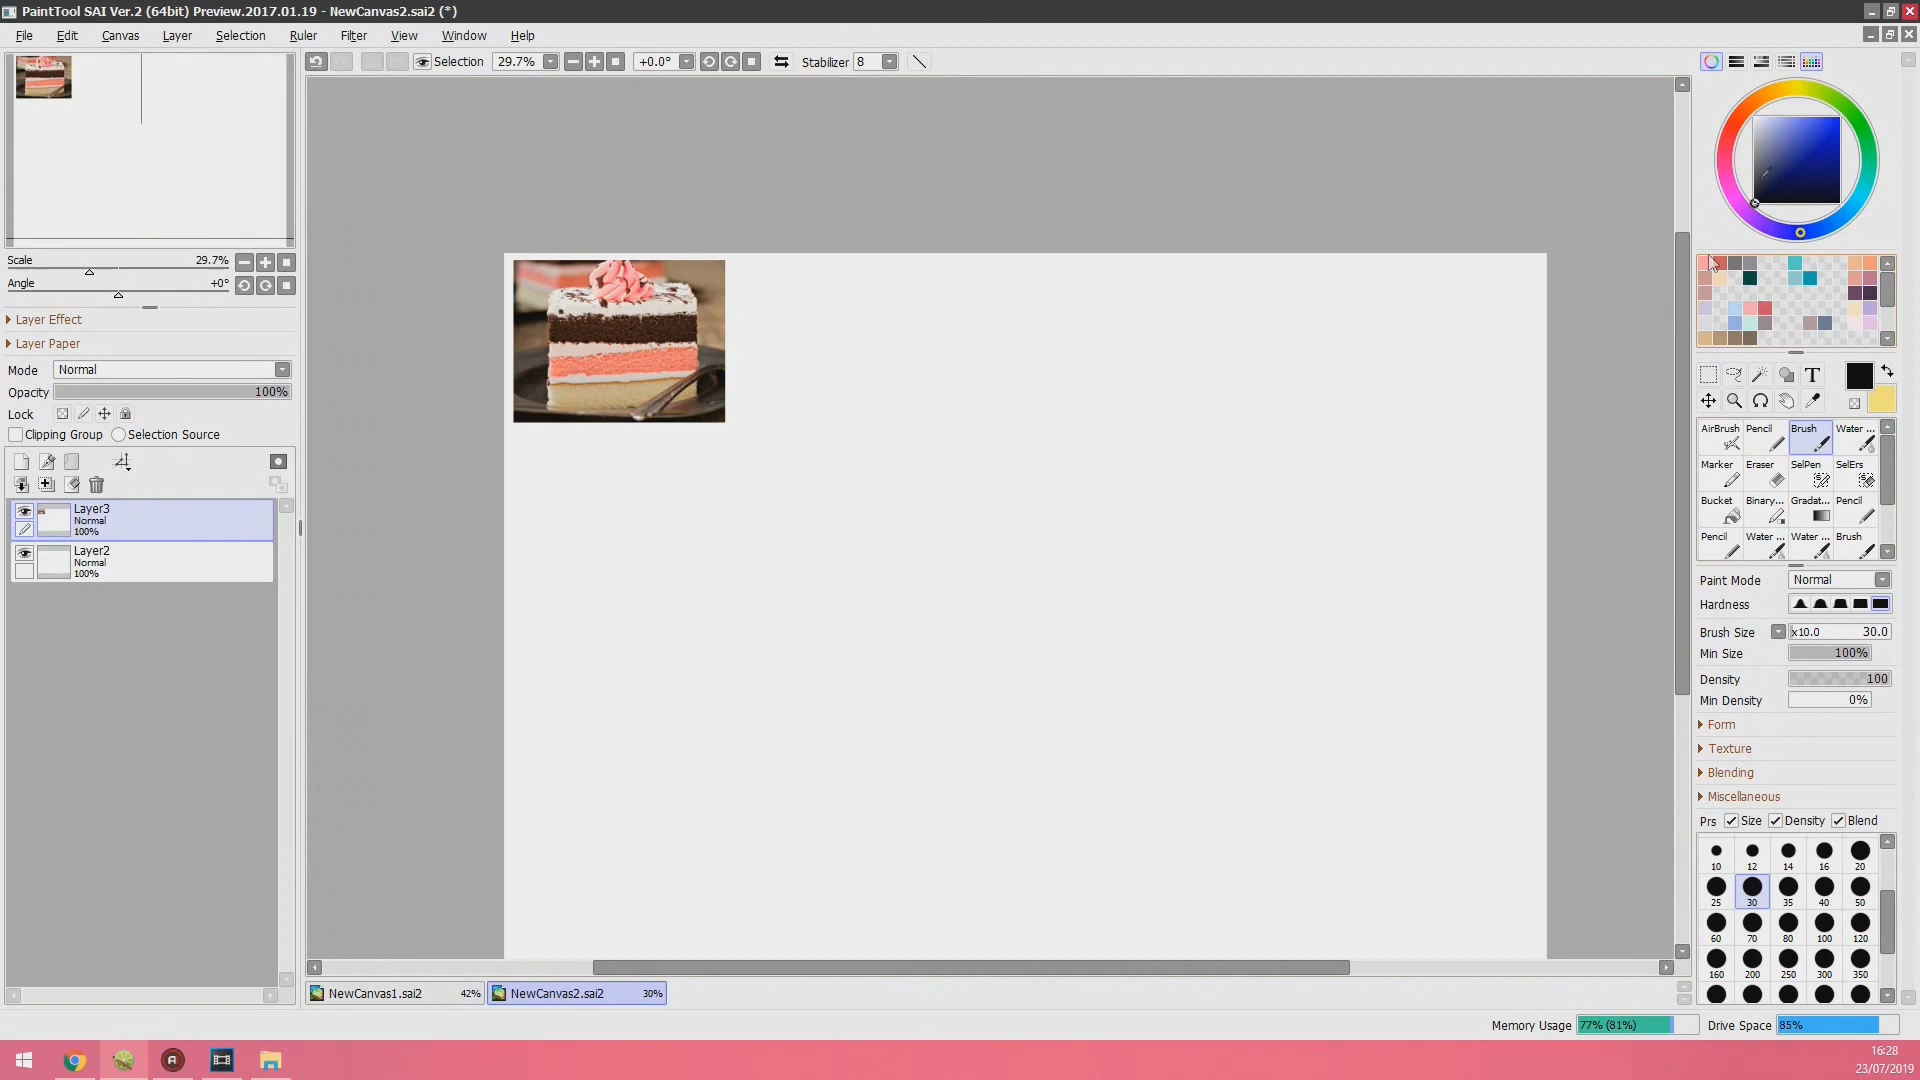 PaintTool SAI Ver.2 (64bit) Preview.2017.01.19 - NewCanvas2.sai2 (*)
File Edit Canvas Layer Selection Ruler Filter View Window Help
Selection 29.7% +0.0° Stabilizer 8
Scale 29.7%
Angle +0°
Layer Effect
Layer Paper
Mode Normal
Opacity 100%
Lock
Clipping Group Selection Source
Layer3
Normal
100%
Layer2
Normal
100%
T
AirBrush Pencil Brush Water ...
Marker Eraser SelPen SelErs
Bucket Binary... Gradat... Pencil
Pencil Water ... Water ... Brush
Paint Mode Normal
Hardness
Brush Size x10.0 30.0
Min Size 100%
Density 100
Min Density 0%
Form
Texture
Blending
Miscellaneous
Prs Size Density Blend
10 12 14 16 20
25 30 35 40 50
60 70 80 100 120
160 200 250 300 350
NewCanvas1.sai2 42% NewCanvas2.sai2 30%
Memory Usage 77% (81%) Drive Space 85%
16:28
23/07/2019